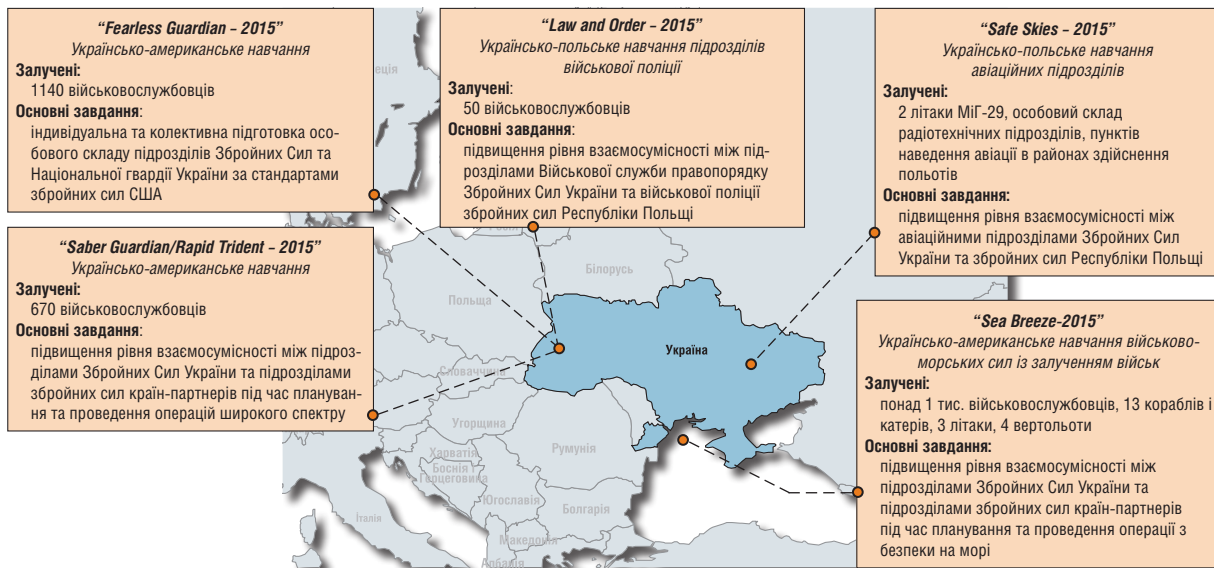 “Fearless Guardian – 2015”
Українсько-американське навчання
Залучені:
1140 військовослужбовців
Основні завдання:
індивідуальна та колективна підготовка осо-
бового складу підрозділів Збройних Сил та
Національної гвардії України за стандартами
збройних сил США
“Law and Order – 2015”
Українсько-польське навчання підрозділів
військової поліції
Залучені:
50 військовослужбовців
Основні завдання:
підвищення рівня взаємосумісності між під-
розділами Військової служби правопорядку
Збройних Сил України та військової поліції
збройних сил Республіки Польщі
“Safe Skies – 2015”
Українсько-польське навчання
авіаційних підрозділів
Залучені:
2 літаки МіГ-29, особовий склад
радіотехнічних підрозділів, пунктів
наведення авіації в районах здійснення
польотів
Основні завдання:
підвищення рівня взаємосумісності між
авіаційними підрозділами Збройних Сил
України та збройних сил Республіки Польщі
“Saber Guardian/Rapid Trident – 2015”
Українсько-американське навчання
Залучені:
670 військовослужбовців
Основні завдання:
підвищення рівня взаємосумісності між підроз-
ділами Збройних Сил України та підрозділами
збройних сил країн-партнерів під час плануван-
ня та проведення операцій широкого спектру
“Sea Breeze-2015”
Українсько-американське навчання військово-
морських сил із залученням військ
Залучені:
понад 1 тис. військовослужбовців, 13 кораблів і
катерів, 3 літаки, 4 вертольоти
Основні завдання:
підвищення рівня взаємосумісності між
підрозділами Збройних Сил України та
підрозділами збройних сил країн-партнерів
під час планування та проведення операції з
безпеки на морі
Білорусь
Польща
Україна
Словаччина
Угорщина
Румунія
Харватія
Боснія і
Герцеговина
Югославія
Болгарія
Італія
Македонія
Албанія